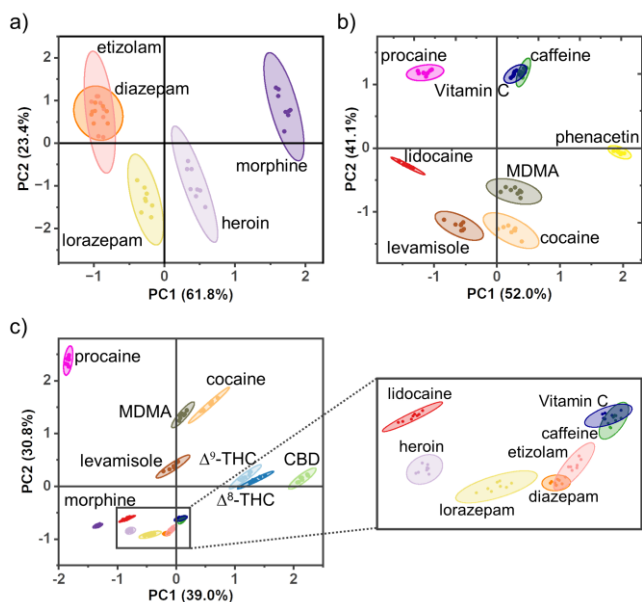 a)
etizolam
diazepam
morphine
heroin
lorazepam
PC2 (23.4%)
1
0
-1
-2
-1
0
1
2
PC1 (61.8%)
b)
procaine
caffeine
Vitamin C
phenacetin
lidocaine
MDMA
levamisole
cocaine
PC2 (41.1%)
1
0
-1
-1
0
1
2
PC1 (52.0%)
c)
procaine
cocaine
MDMA
levamisole
Δ⁹-THC
CBD
Δ⁸-THC
morphine
PC2 (30.8%)
2
1
0
-1
-2
-1
0
1
2
PC1 (39.0%)
lidocaine
Vitamin C
heroin
caffeine
etizolam
diazepam
lorazepam